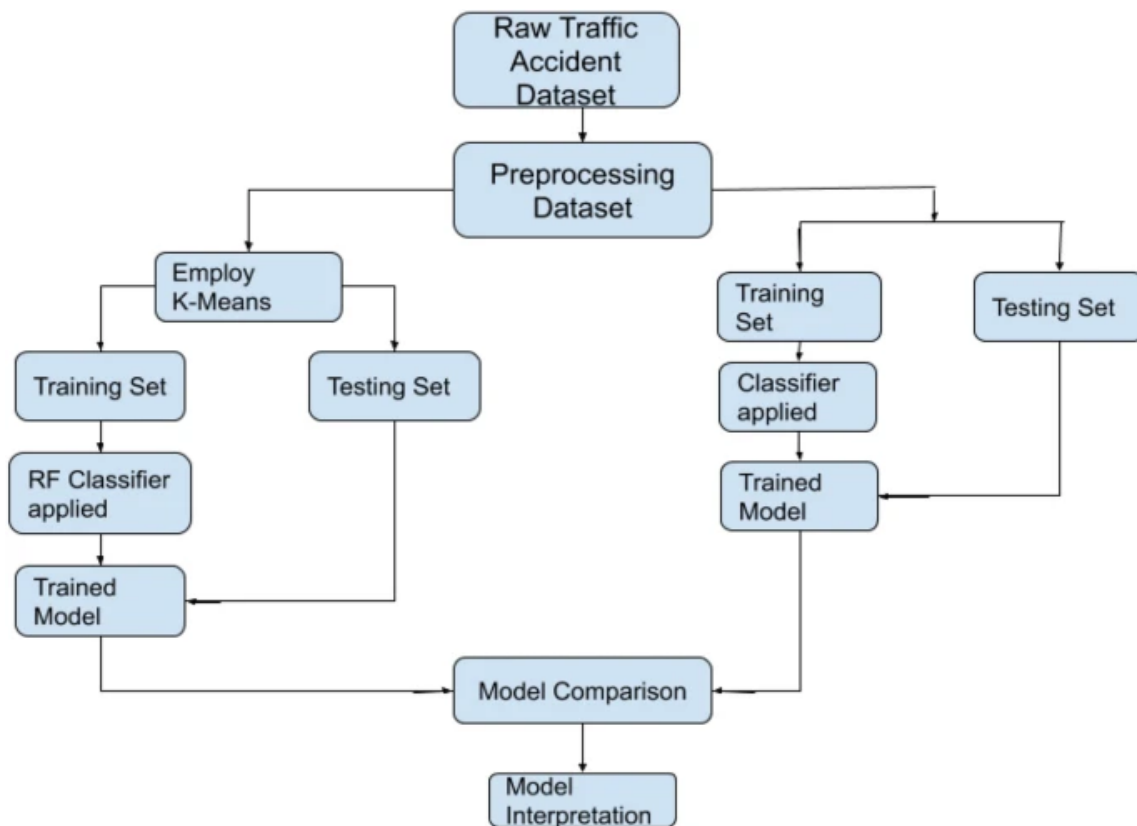 Raw Traffic
Accident
Dataset
Preprocessing
Dataset
Employ
K-Means
Training Set
Testing Set
RF Classifier
applied
Trained
Model
Training
Set
Testing Set
Classifier
applied
Trained
Model
Model Comparison
Model
Interpretation